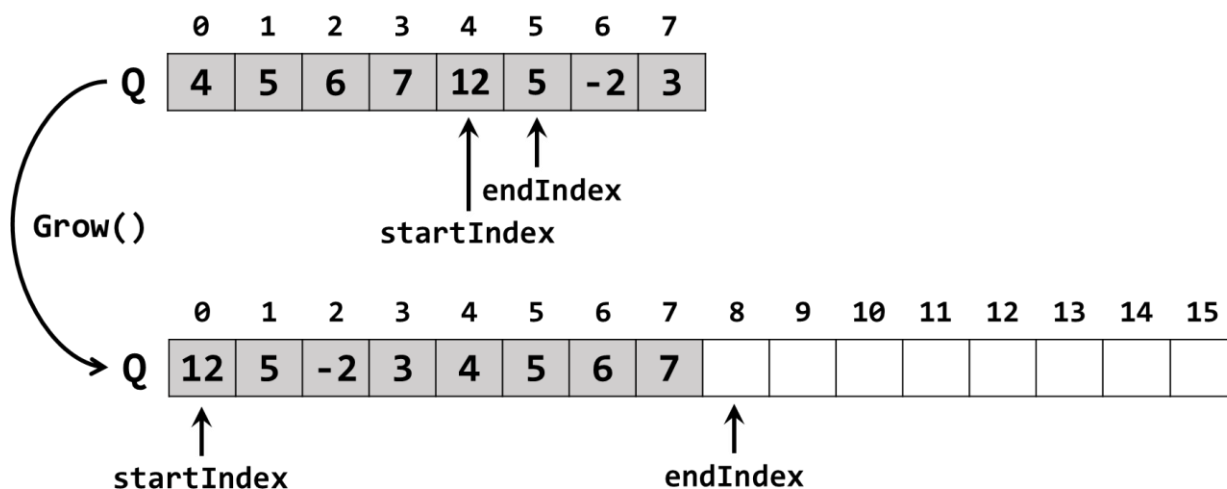 0 1 2 3 4 5 6 7
Q 4 5 6 7 12 5 -2 3
endIndex
Grow()
startIndex
0 1 2 3 4 5 6 7 8 9 10 11 12 13 14 15
Q 12 5 -2 3 4 5 6 7
startIndex endIndex